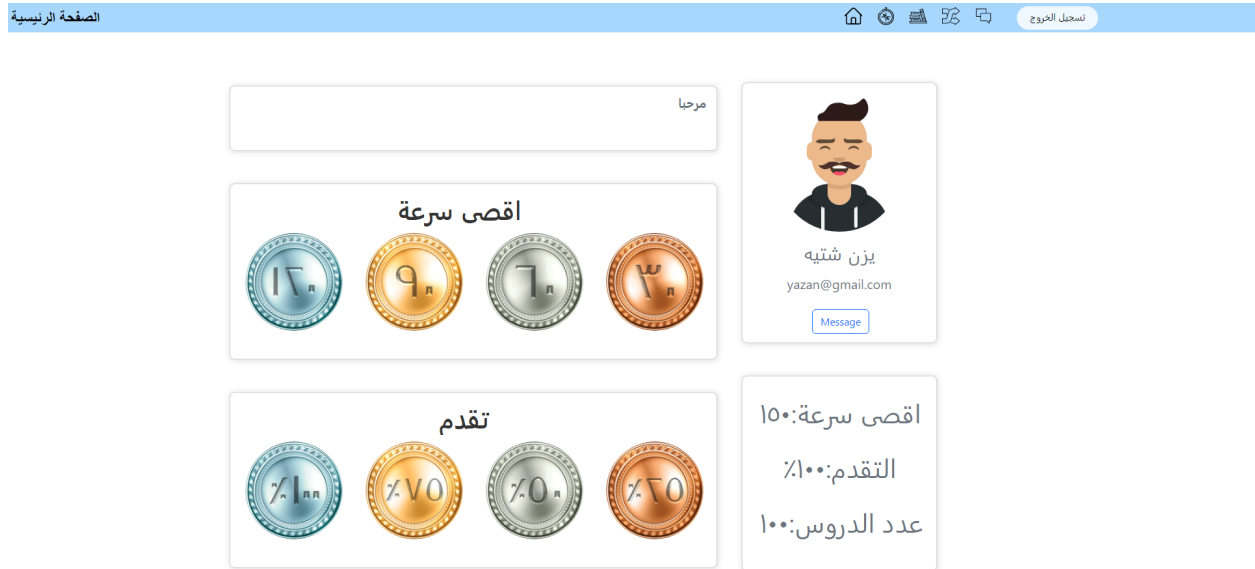 الصفحة الرئيسية
تسجيل الخروج
يزن شتيه
yazan@gmail.com
Message
اقصى سرعة:١٥٠
التقدم:١٠٠٪
عدد الدروس:١٠٠
مرحبا
اقصى سرعة
٣٠
٦٠
٩٠
١٢٠
تقدم
٢٥٪
٥٠٪
٧٥٪
١٠٠٪